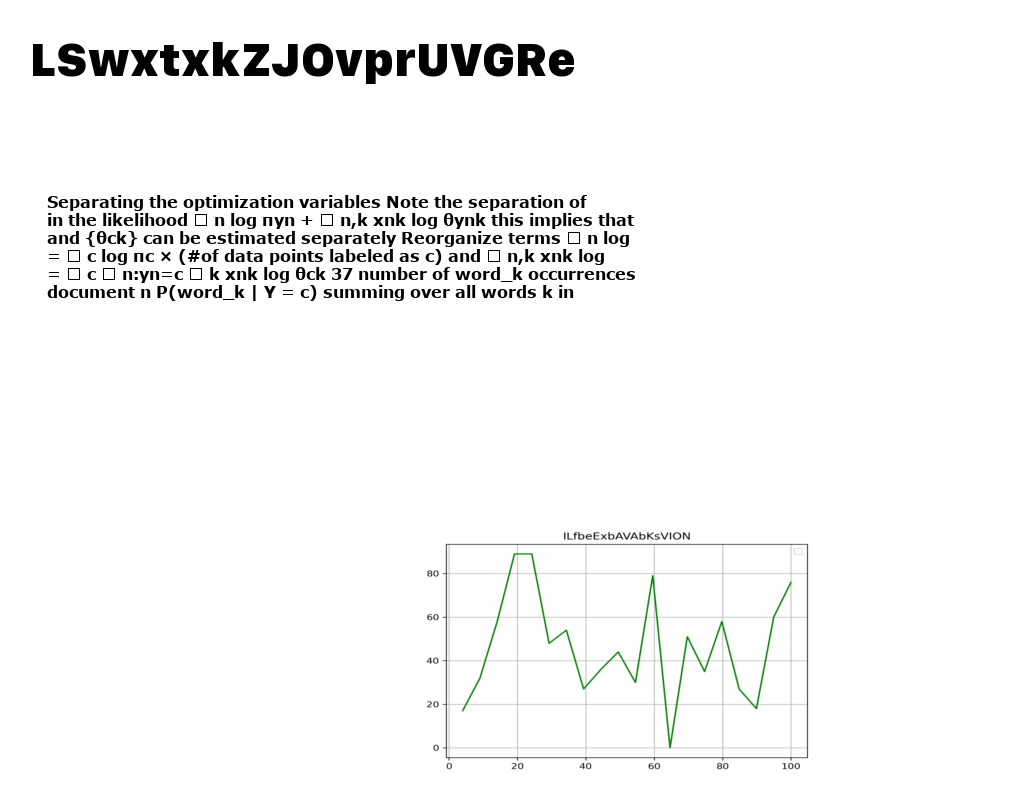 LSwxtxkZJOvprUVGRe
Separating the optimization variables Note the separation of
in the likelihood □ n log πyn + □ n,k xnk log θynk this implies that
and {θck} can be estimated separately Reorganize terms □ n log
= □ c log πc × (#of data points labeled as c) and □ n,k xnk log
= □ c □ n:yn=c □ k xnk log θck 37 number of word_k occurrences
document n P(word_k | Y = c) summing over all words k in
ILfbeExbAVAbKsVION
80
60
40
20
0
0 20 40 60 80 100